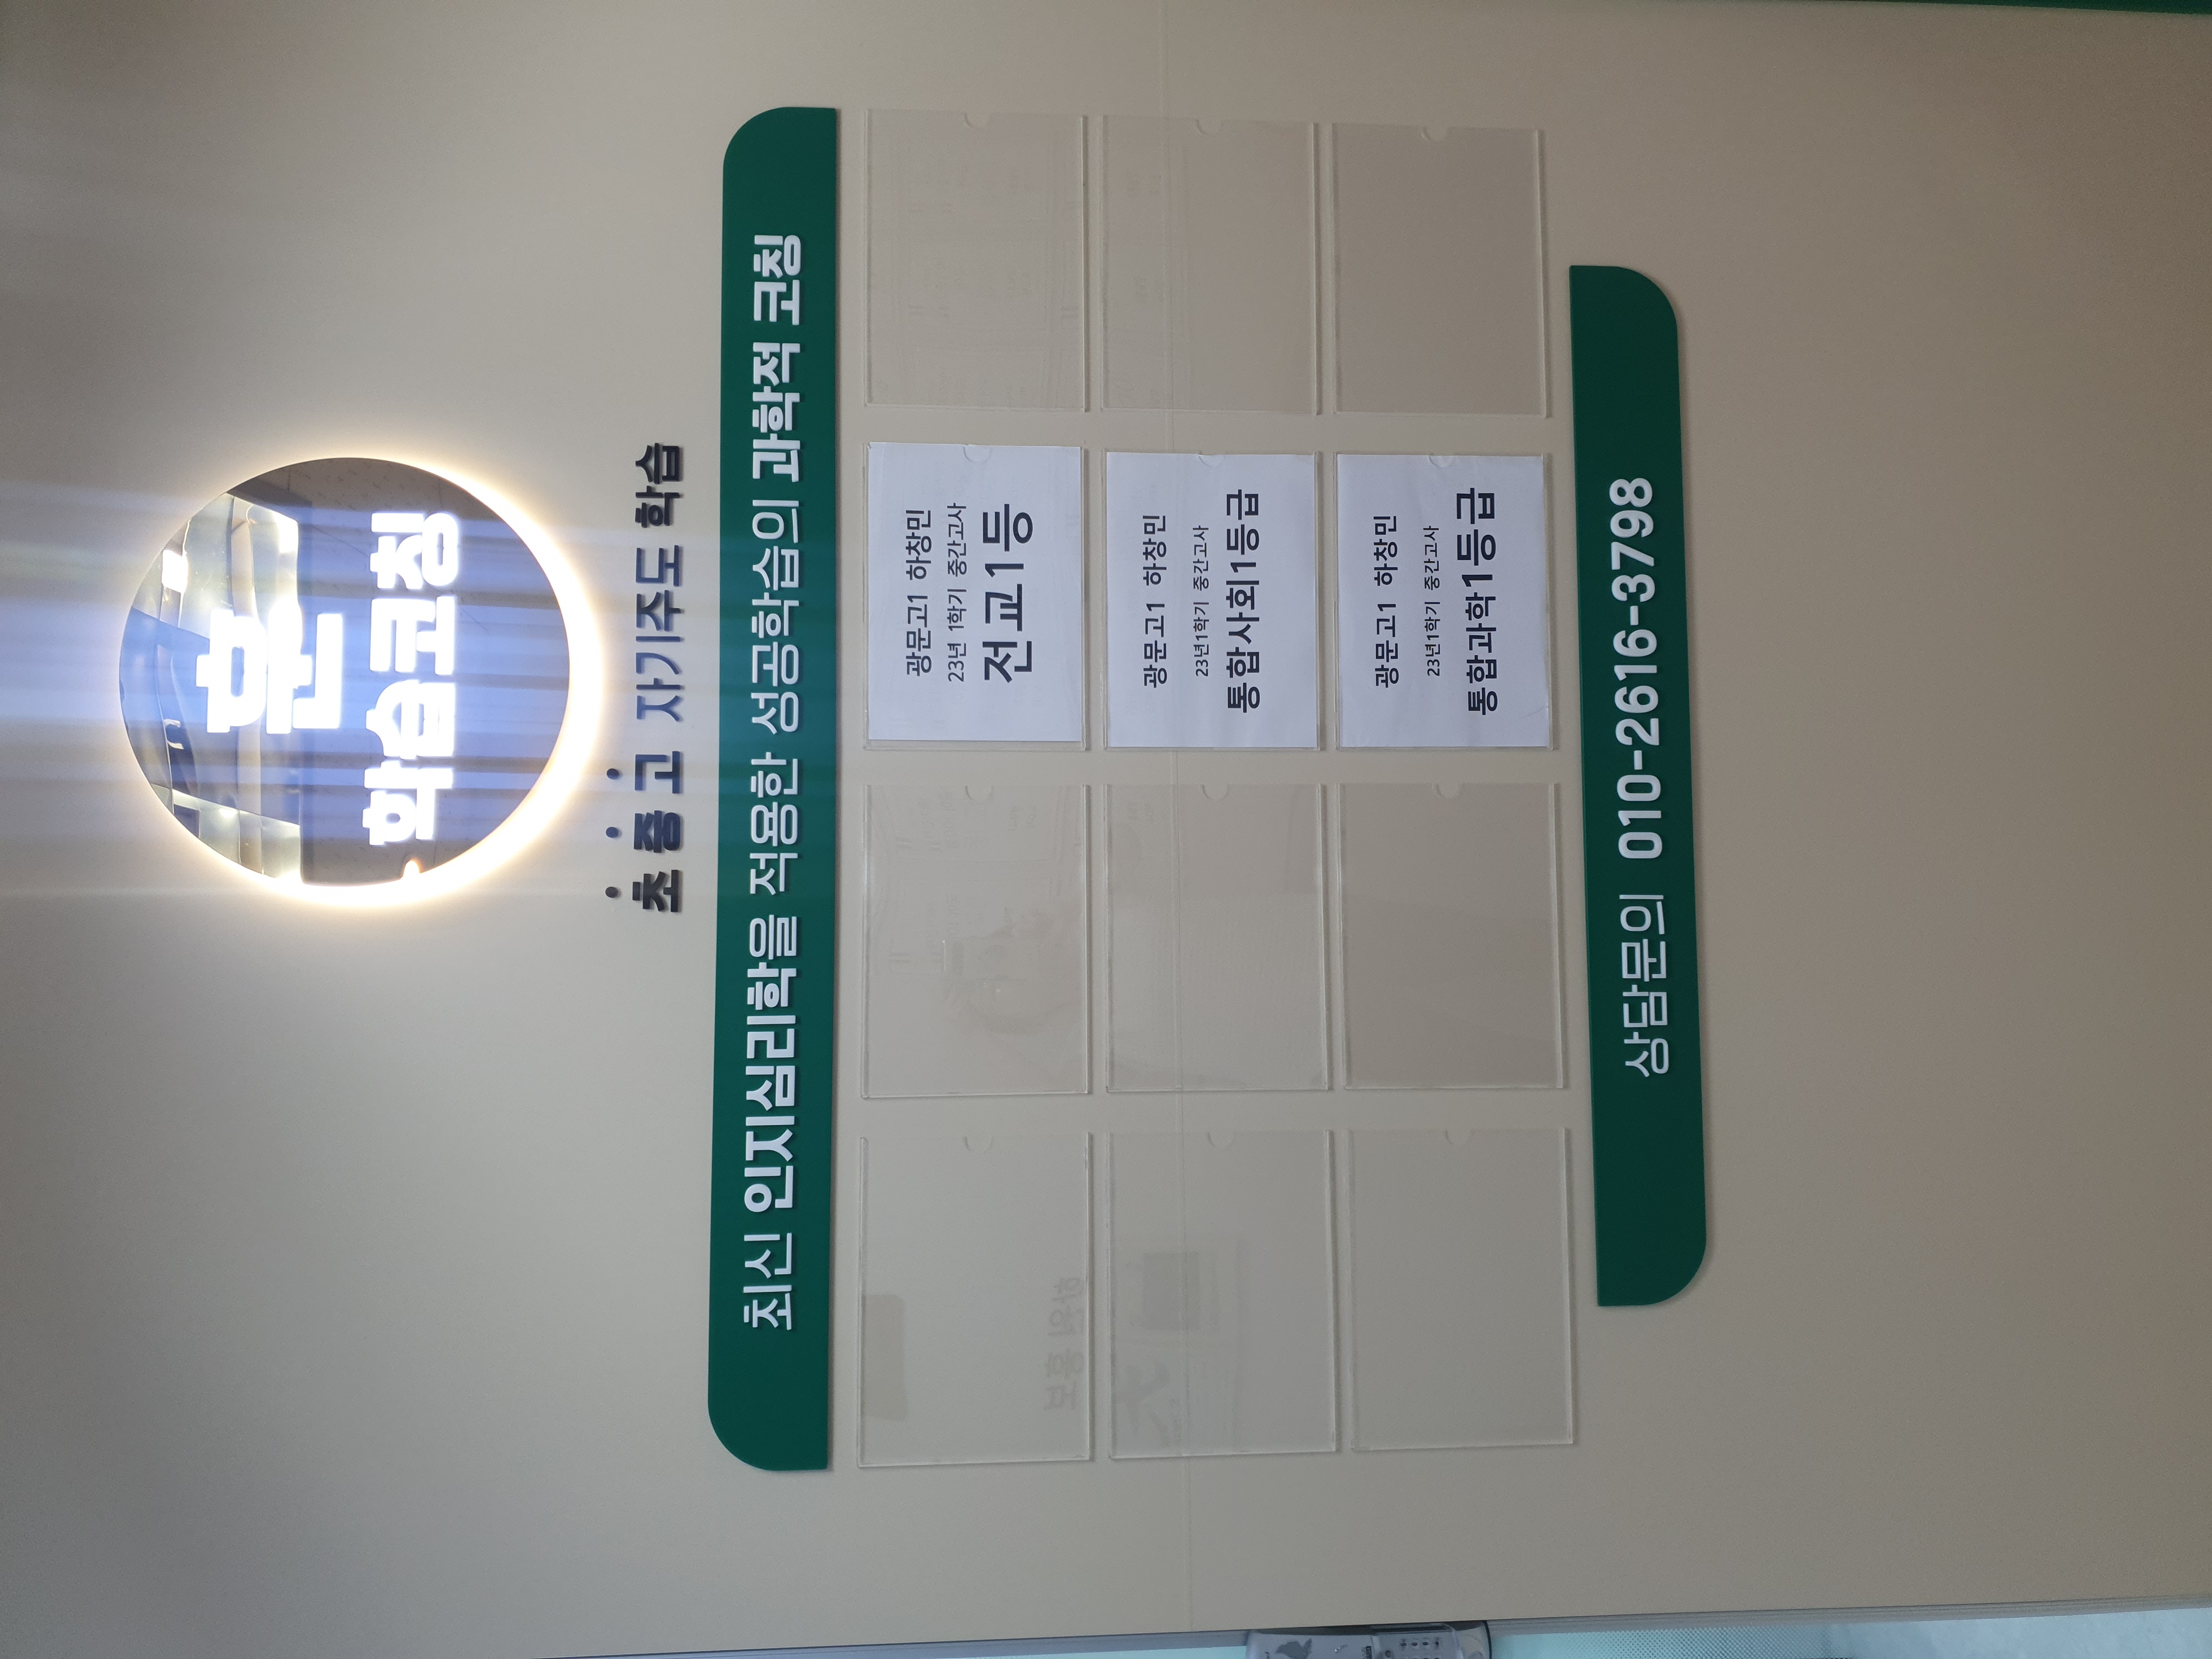 훈
학습코칭
초 중 고 자기주도 학습
최신 인지심리학을 적용한 성공학습의 과학적 코칭
광문고1 하창민
23년 1학기 중간고사
전교1등
광문고1 하창민
23년1학기 중간고사
통합사회1등급
광문고1 하창민
23년1학기 중간고사
통합과학1등급
상담문의 010-2616-3798